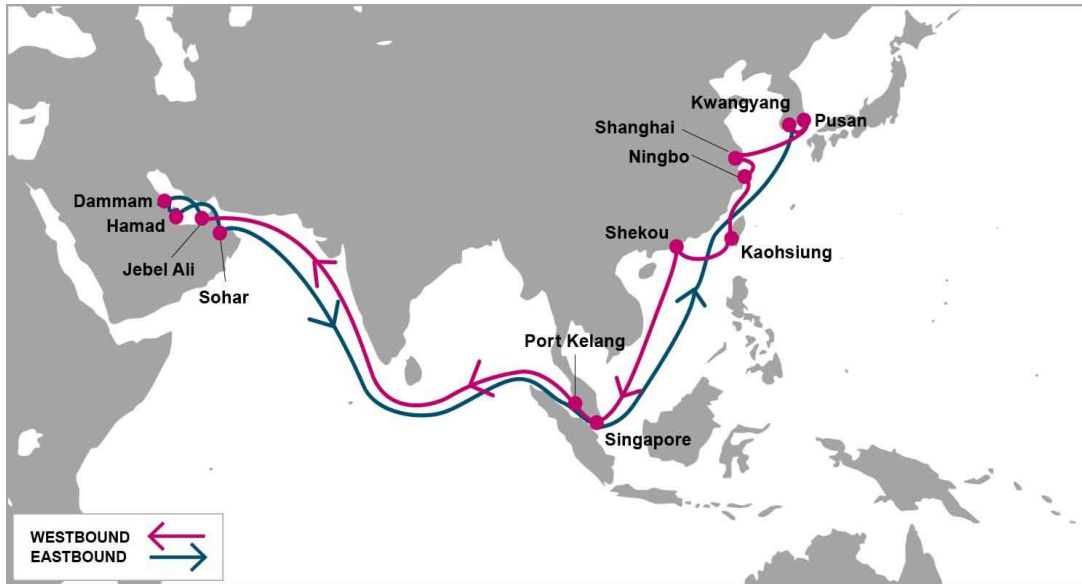 Kwangyang
Pusan
Shanghai
Ningbo
Dammam
Hamad
Jebel Ali
Sohar
Shekou
Kaohsiung
Port Kelang
Singapore
WESTBOUND
EASTBOUND